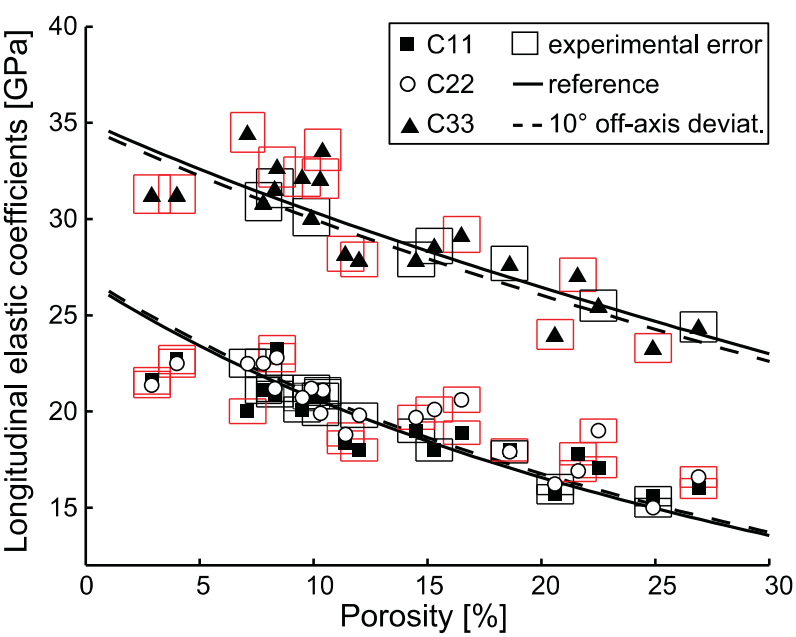 40
35
30
25
20
15
Longitudinal elastic coefficients [GPa]
C11
C22
C33
experimental error
reference
10° off-axis deviat.
0 5 10 15 20 25 30
Porosity [%]